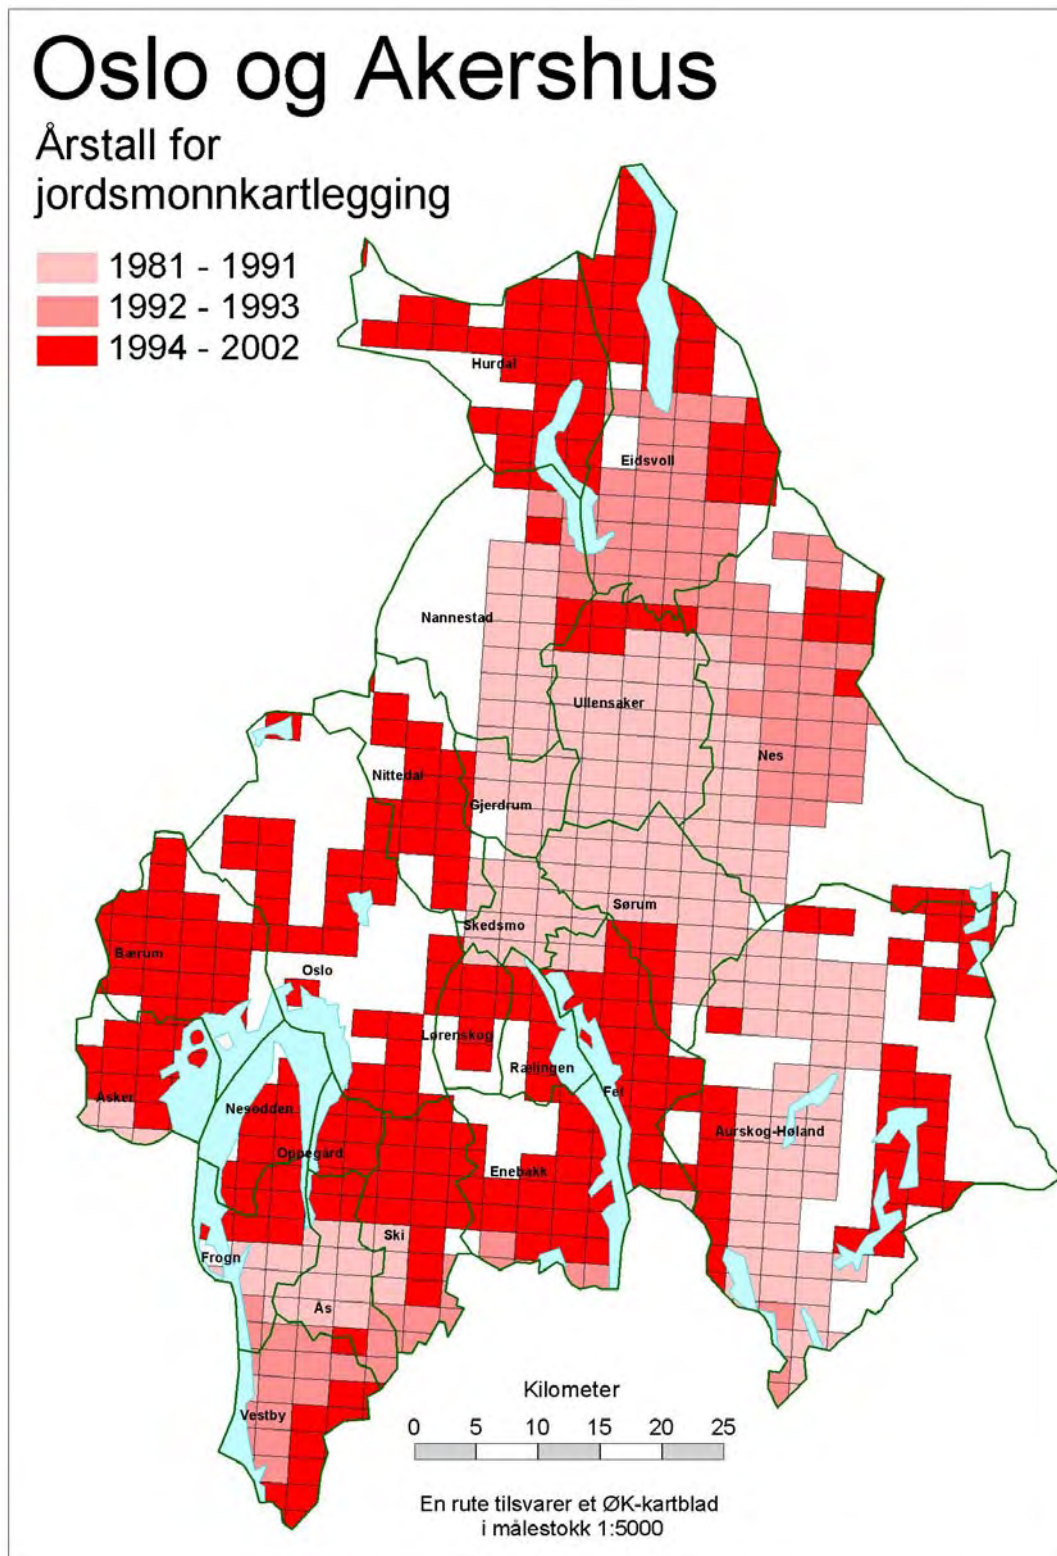 Oslo og Akershus
Årstall for
jordsmonnkartlegging
1981 - 1991
1992 - 1993
1994 - 2002
Hurdal
Eidsvoll
Nannestad
Ullensaker
Nes
Nittedal
Gjerdrum
Sørum
Skedsmo
Bærum
Oslo
Lørenskog
Rælingen
Fet
Asker
Nesodden
Aurskog-Høland
Oppegård
Enebakk
Ski
Frogn
Ås
Vestby
Kilometer
0 5 10 15 20 25
En rute tilsvarer et ØK-kartblad
i målestokk 1:5000